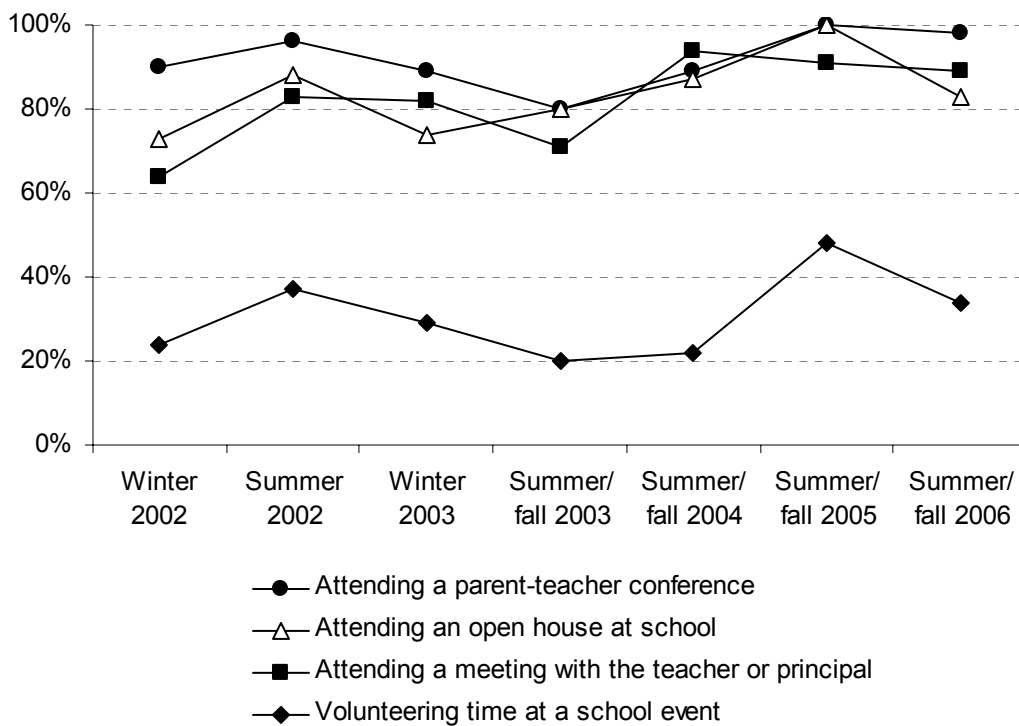 100%
80%
60%
40%
20%
0%
Winter 2002
Summer 2002
Winter 2003
Summer/ fall 2003
Summer/ fall 2004
Summer/ fall 2005
Summer/ fall 2006
Attending a parent-teacher conference
Attending an open house at school
Attending a meeting with the teacher or principal
Volunteering time at a school event